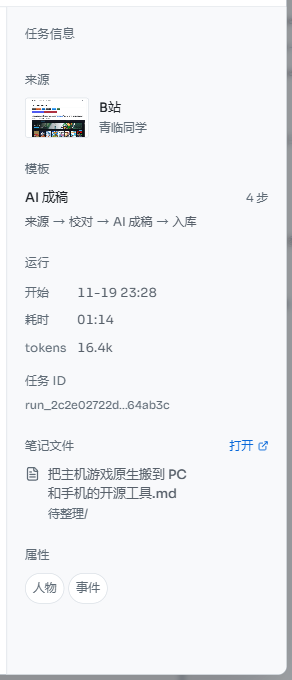 任务信息
来源
B站
青临同学
模板
AI 成稿 4 步
来源 → 校对 → AI 成稿 → 入库
运行
开始 11-19 23:28
耗时 01:14
tokens 16.4k
任务 ID
run_2c2e02722d...64ab3c
笔记文件 打开
把主机游戏原生搬到 PC
和手机的开源工具.md
待整理/
属性
人物 事件